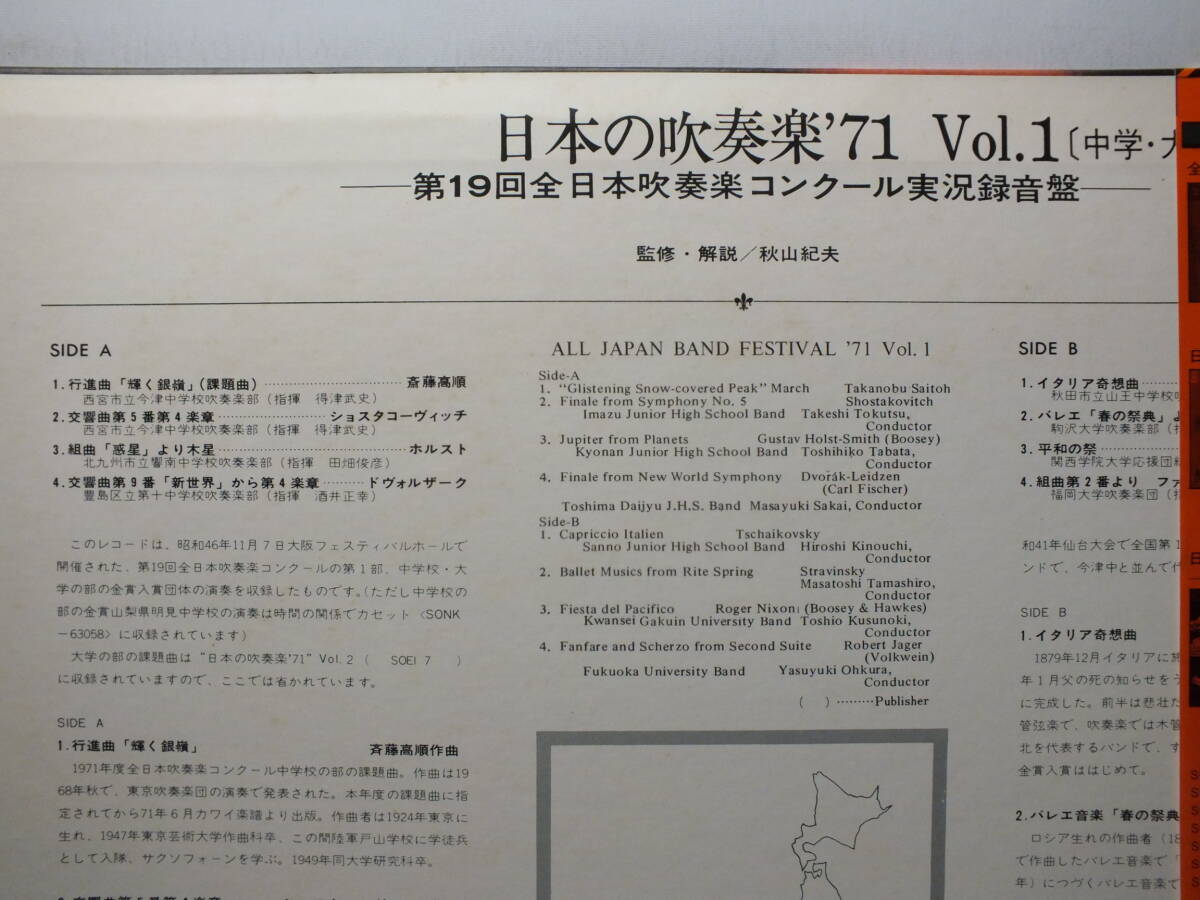 日本の吹奏楽'71 Vol.1〔中学・大
第19回全日本吹奏楽コンクール実況録音盤
監修・解説／秋山紀夫
SIDE A
1.行進曲「輝く銀嶺」(課題曲)……………………斎藤高順
西宮市立今津中学校吹奏楽部（指揮 得津武史）
2.交響曲第5番第4楽章……………………ショスタコーヴィッチ
西宮市立今津中学校吹奏楽部（指揮 得津武史）
3.組曲「惑星」より木星……………………ホルスト
北九州市立響南中学校吹奏楽部（指揮 田畑俊彦）
4.交響曲第9番「新世界」から第4楽章………ドヴォルザーク
豊島区立第十中学校吹奏楽部（指揮 酒井正幸）
このレコードは、昭和46年11月7日大阪フェスティバルホールで
開催された、第19回全日本吹奏楽コンクールの第1部、中学校・大
学の部の金賞入賞団体の演奏を収録したものです。(ただし中学校の
部の金賞山梨県明見中学校の演奏は時間の関係でカセット〈SONK
－63058〉に収録されています)
大学の部の課題曲は“日本の吹奏楽'71”Vol.2（ SOEI 7 ）
に収録されていますので、ここでは省かれています。
SIDE A
1.行進曲「輝く銀嶺」 斉藤高順作曲
1971年度全日本吹奏楽コンクール中学校の部の課題曲。作曲は19
68年秋で、東京吹奏楽団の演奏で発表された。本年度の課題曲に指
定されてから71年6月カワイ楽譜より出版。作曲者は1924年東京に
生れ、1947年東京芸術大学作曲科卒、この間陸軍戸山学校に学徒兵
として入隊、サクソフォーンを学ぶ。1949年同大学研究科卒。
ALL JAPAN BAND FESTIVAL '71 Vol. 1
Side-A
1. “Glistening Snow-covered Peak” March Takanobu Saitoh
2. Finale from Symphony No. 5 Shostakovitch
Imazu Junior High School Band Takeshi Tokutsu,
Conductor
3. Jupiter from Planets Gustav Holst-Smith (Boosey)
Kyonan Junior High School Band Toshihiko Tabata,
Conductor
4. Finale from New World Symphony Dvorák-Leidzen
(Carl Fischer)
Toshima Daijyu J.H.S. Band Masayuki Sakai, Conductor
Side-B
1. Capriccio Italien Tschaikovsky
Sanno Junior High School Band Hiroshi Kinouchi,
Conductor
2. Ballet Musics from Rite Spring Stravinsky
Masatoshi Tamashiro,
Conductor
3. Fiesta del Pacifico Roger Nixon (Boosey & Hawkes)
Kwansei Gakuin University Band Toshio Kusunoki,
Conductor
4. Fanfare and Scherzo from Second Suite Robert Jager
(Volkwein)
Fukuoka University Band Yasuyuki Ohkura,
Conductor
( ) ………Publisher
SIDE B
1.イタリア奇想曲
秋田市立山王中学校吹
2.バレエ「春の祭典」よ
駒沢大学吹奏楽部（指
3.平和の祭
関西学院大学応援団総
4.組曲第2番より ファ
福岡大学吹奏楽団（指
和41年仙台大会で全国第1
ンドで、今津中と並んで代
SIDE B
1.イタリア奇想曲
1879年12月イタリアに旅
年1月父の死の知らせをう
に完成した。前半は悲壮た
管弦楽で、吹奏楽では木管
北を代表するバンドで、す
金賞入賞ははじめて。
2.バレエ音楽「春の祭典
ロシア生れの作曲者（18
で作曲したバレエ音楽で「
年）につづくバレエ音楽で